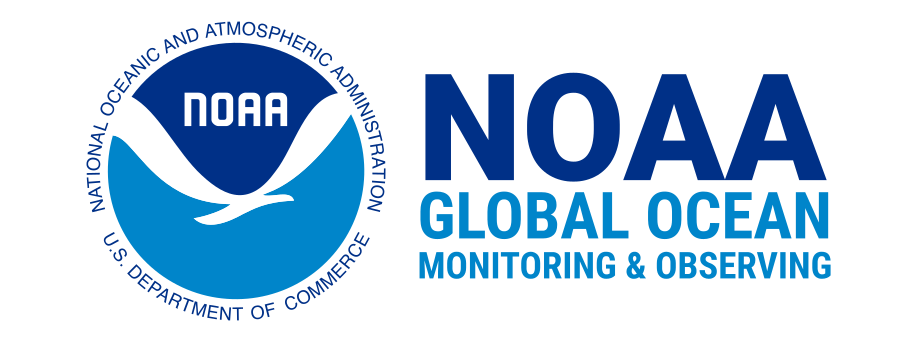 NATIONAL OCEANIC AND ATMOSPHERIC ADMINISTRATION
NOAA
U.S. DEPARTMENT OF COMMERCE
NOAA
GLOBAL OCEAN
MONITORING & OBSERVING